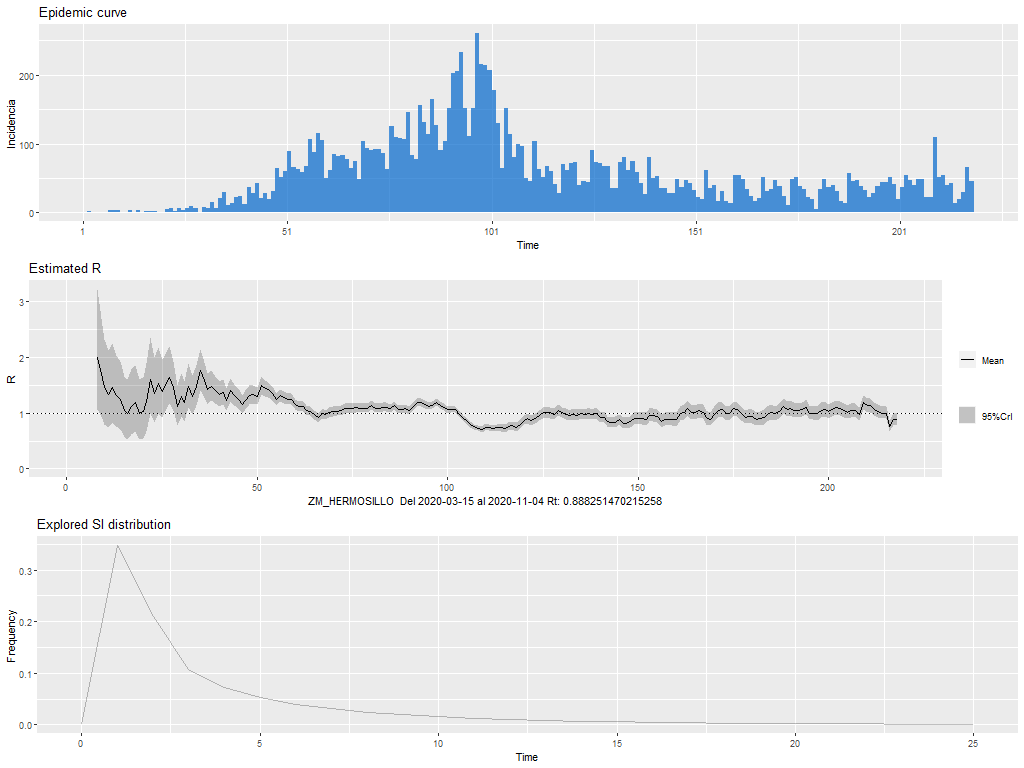 Epidemic curve
Incidencia
200
100
0
1 51 101 151 201
Time
Estimated R
R
3
2
1
0
Mean
95%CrI
0 50 100 150 200
ZM_HERMOSILLO Del 2020-03-15 al 2020-11-04 Rt: 0.888251470215258
Explored SI distribution
Frequency
0.3
0.2
0.1
0.0
0 5 10 15 20 25
Time